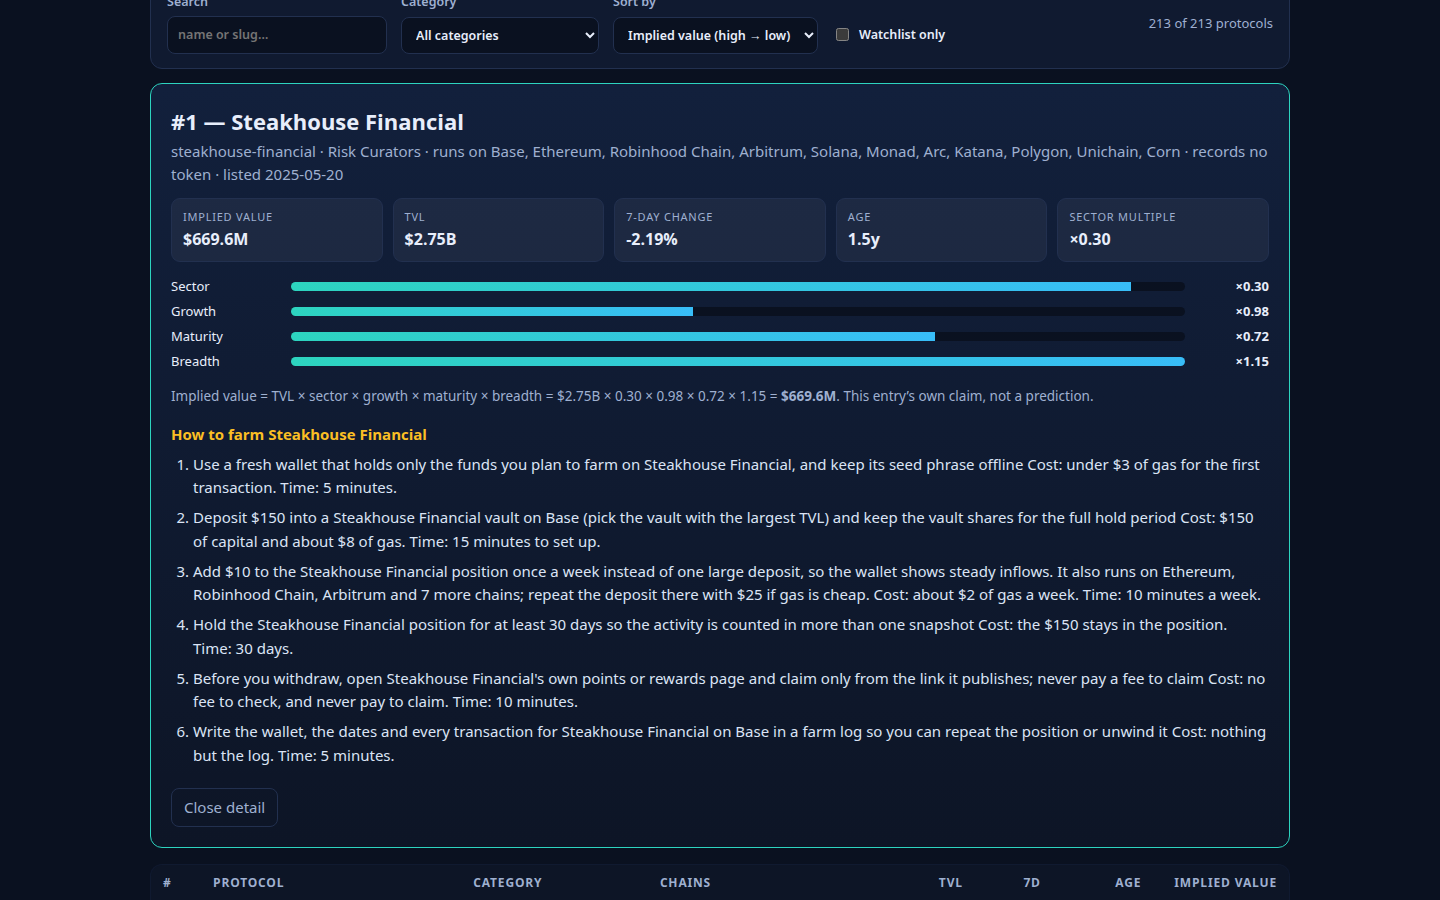 Search Category Sort by
name or slug... All categories Implied value (high → low) Watchlist only 213 of 213 protocols
#1 — Steakhouse Financial
steakhouse-financial · Risk Curators · runs on Base, Ethereum, Robinhood Chain, Arbitrum, Solana, Monad, Arc, Katana, Polygon, Unichain, Corn · records no
token · listed 2025-05-20
IMPLIED VALUE TVL 7-DAY CHANGE AGE SECTOR MULTIPLE
$669.6M $2.75B -2.19% 1.5y ×0.30
Sector ×0.30
Growth ×0.98
Maturity ×0.72
Breadth ×1.15
Implied value = TVL × sector × growth × maturity × breadth = $2.75B × 0.30 × 0.98 × 0.72 × 1.15 = $669.6M. This entry’s own claim, not a prediction.
How to farm Steakhouse Financial
1. Use a fresh wallet that holds only the funds you plan to farm on Steakhouse Financial, and keep its seed phrase offline Cost: under $3 of gas for the first
transaction. Time: 5 minutes.
2. Deposit $150 into a Steakhouse Financial vault on Base (pick the vault with the largest TVL) and keep the vault shares for the full hold period Cost: $150
of capital and about $8 of gas. Time: 15 minutes to set up.
3. Add $10 to the Steakhouse Financial position once a week instead of one large deposit, so the wallet shows steady inflows. It also runs on Ethereum,
Robinhood Chain, Arbitrum and 7 more chains; repeat the deposit there with $25 if gas is cheap. Cost: about $2 of gas a week. Time: 10 minutes a week.
4. Hold the Steakhouse Financial position for at least 30 days so the activity is counted in more than one snapshot Cost: the $150 stays in the position.
Time: 30 days.
5. Before you withdraw, open Steakhouse Financial's own points or rewards page and claim only from the link it publishes; never pay a fee to claim Cost: no
fee to check, and never pay to claim. Time: 10 minutes.
6. Write the wallet, the dates and every transaction for Steakhouse Financial on Base in a farm log so you can repeat the position or unwind it Cost: nothing
but the log. Time: 5 minutes.
Close detail
# PROTOCOL CATEGORY CHAINS TVL 7D AGE IMPLIED VALUE